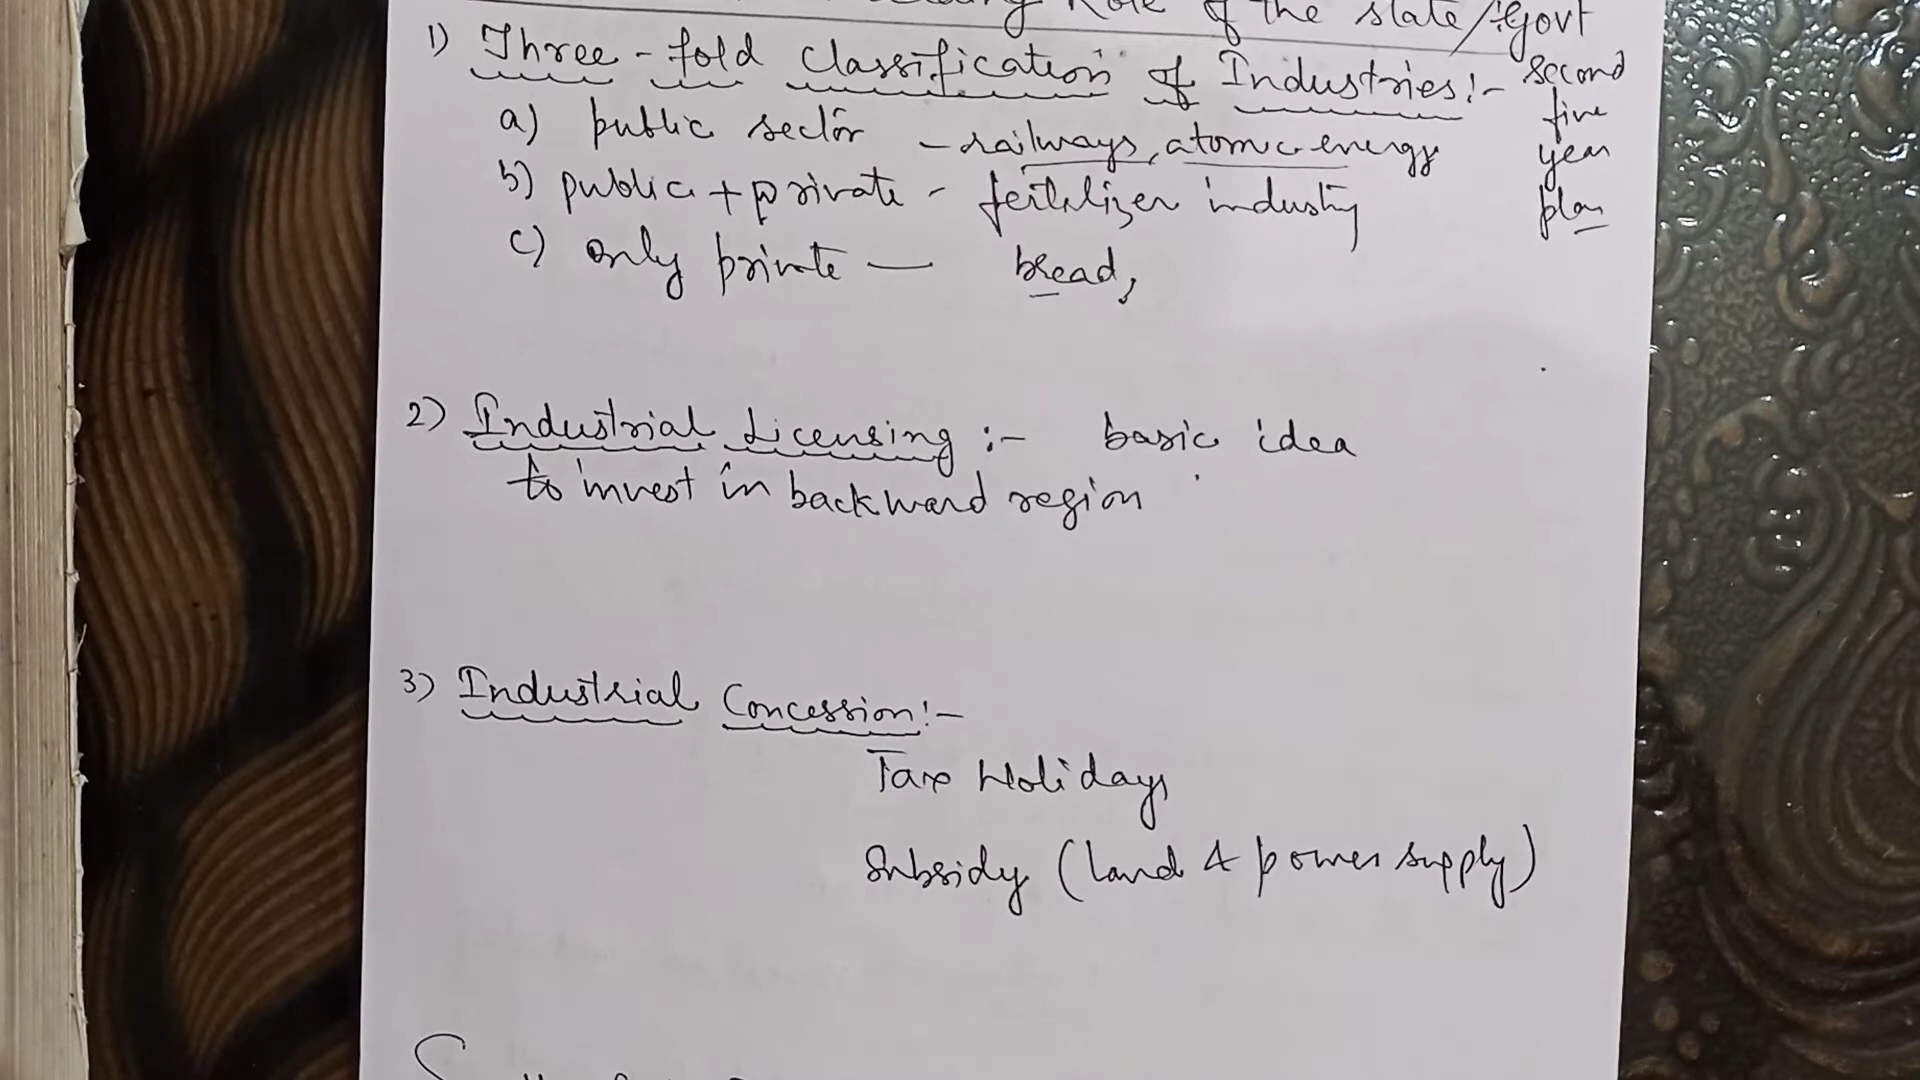 Role of the state/Govt
1) Three-fold Classification of Industries:- second
five
a) public sector - railways, atomic energy
year
b) public + private - fertilizer industry
plan
c) only private — bread,
2) Industrial Licensing :- basic idea
to invest in backward region
3) Industrial Concession:-
Tax Holidays
Subsidy (land & power supply)